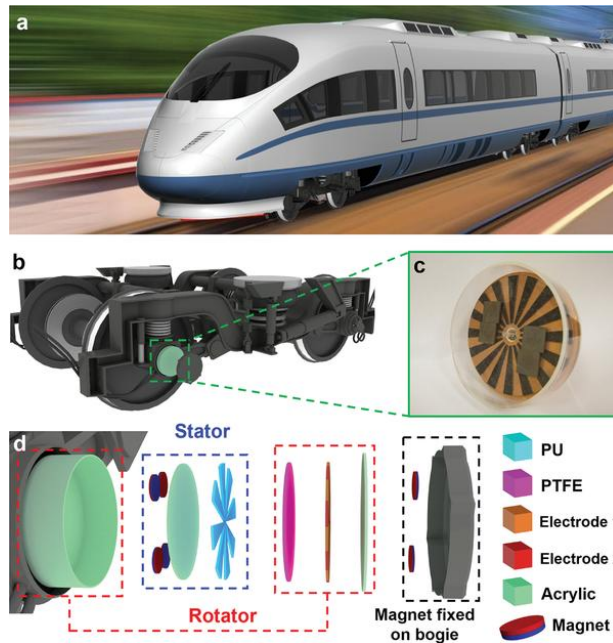 a
b
c
d
Stator
Rotator
Magnet fixed
on bogie
PU
PTFE
Electrode
Electrode
Acrylic
Magnet